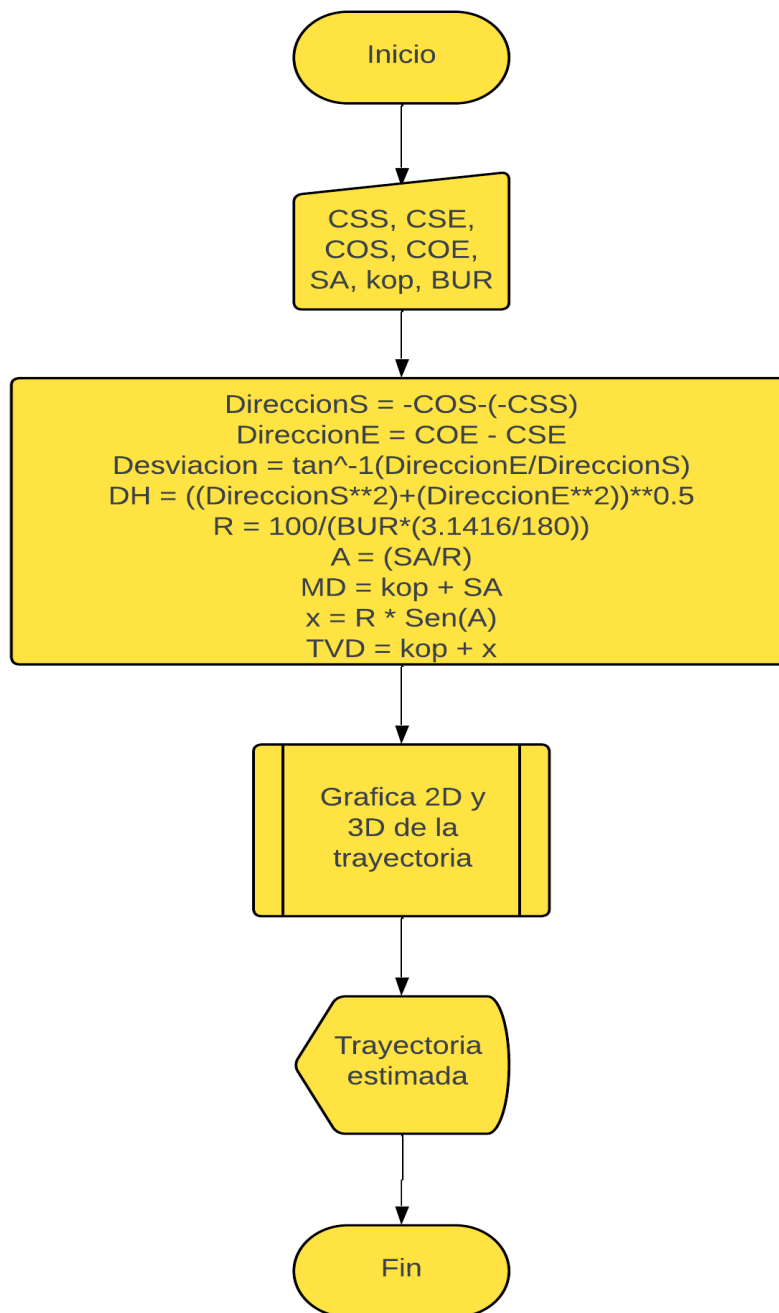 Inicio
CSS, CSE,
COS, COE,
SA, kop, BUR
DireccionS = -COS-(-CSS)
DireccionE = COE - CSE
Desviacion = tan^-1(DireccionE/DireccionS)
DH = ((DireccionS**2)+(DireccionE**2))**0.5
R = 100/(BUR*(3.1416/180))
A = (SA/R)
MD = kop + SA
x = R * Sen(A)
TVD = kop + x
Grafica 2D y
3D de la
trayectoria
Trayectoria
estimada
Fin